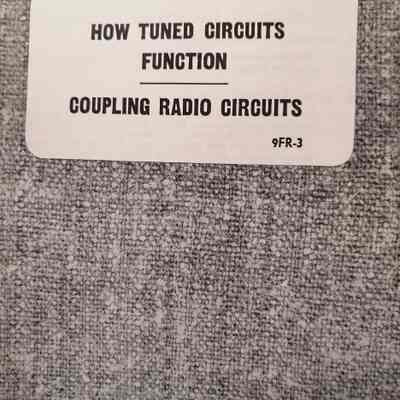 HOW TUNED CIRCUITS
FUNCTION
COUPLING RADIO CIRCUITS
9FR-3